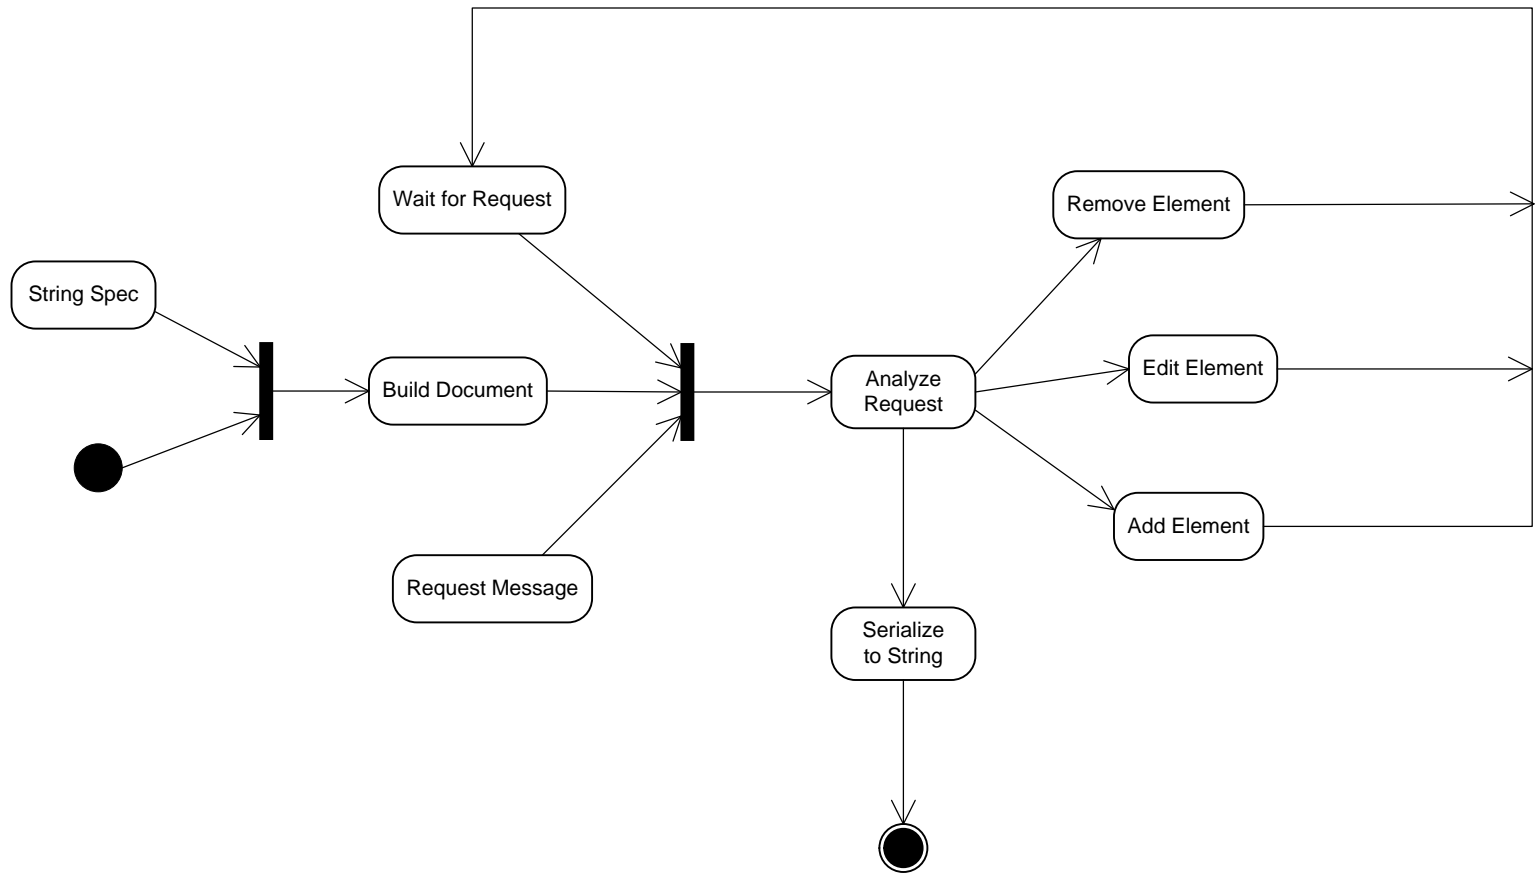 Wait for Request
Remove Element
String Spec
Build Document
Analyze
Request
Edit Element
Add Element
Request Message
Serialize
to String